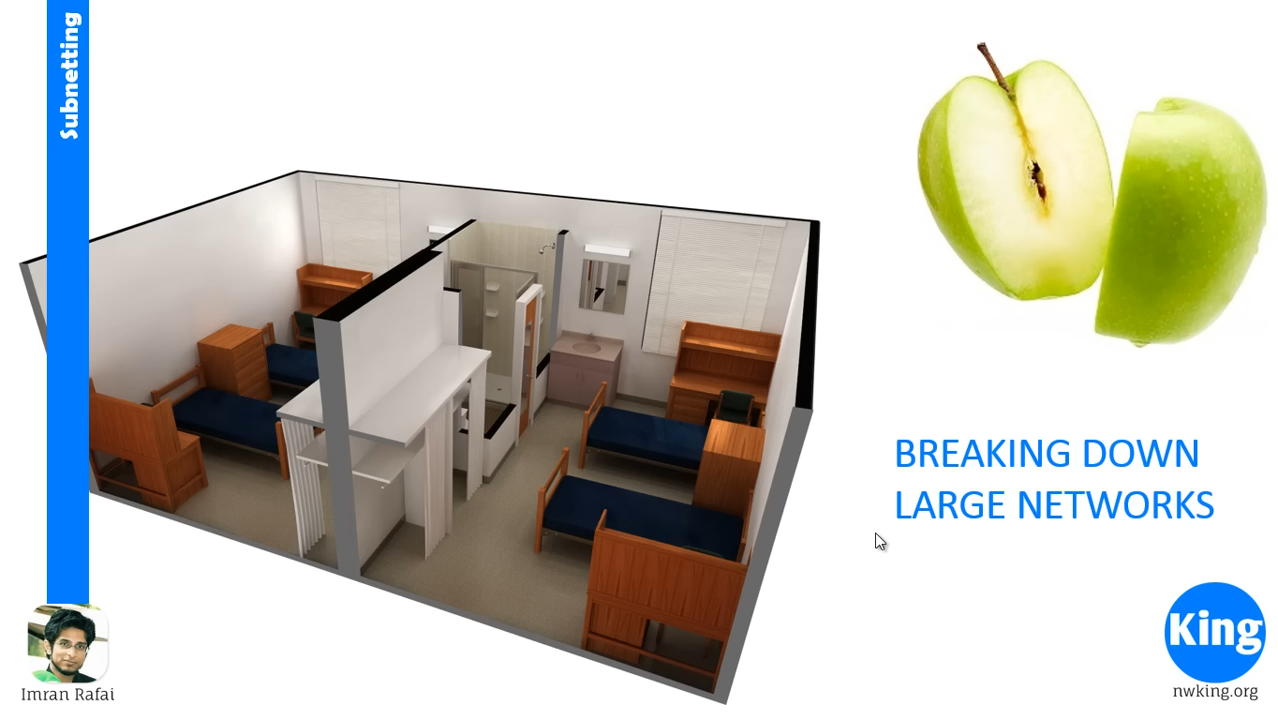 Subnetting
BREAKING DOWN
LARGE NETWORKS
Imran Rafai
King
nwking.org